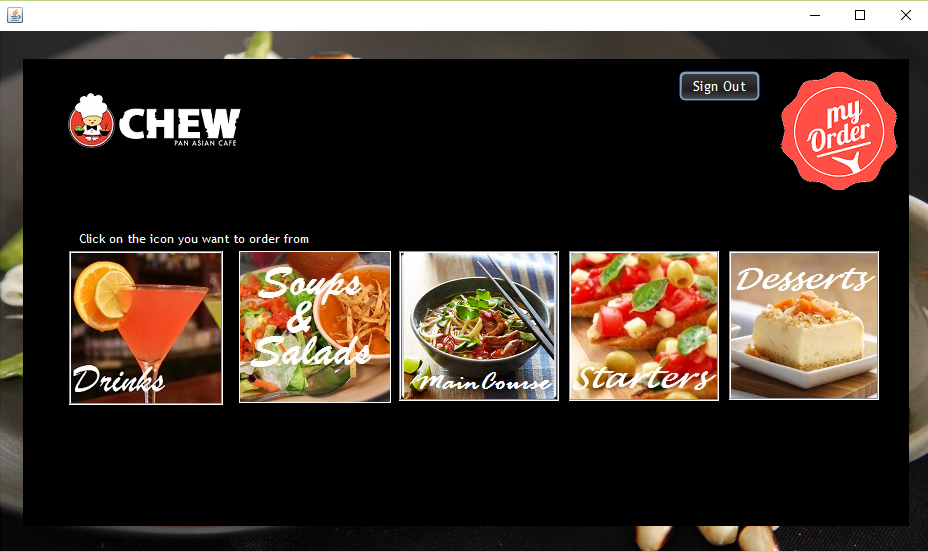 Sign Out
my
Order
CHEW
PAN ASIAN CAFE
Click on the icon you want to order from
Drinks
Soups
&
Salads
Main Course
Starters
Desserts